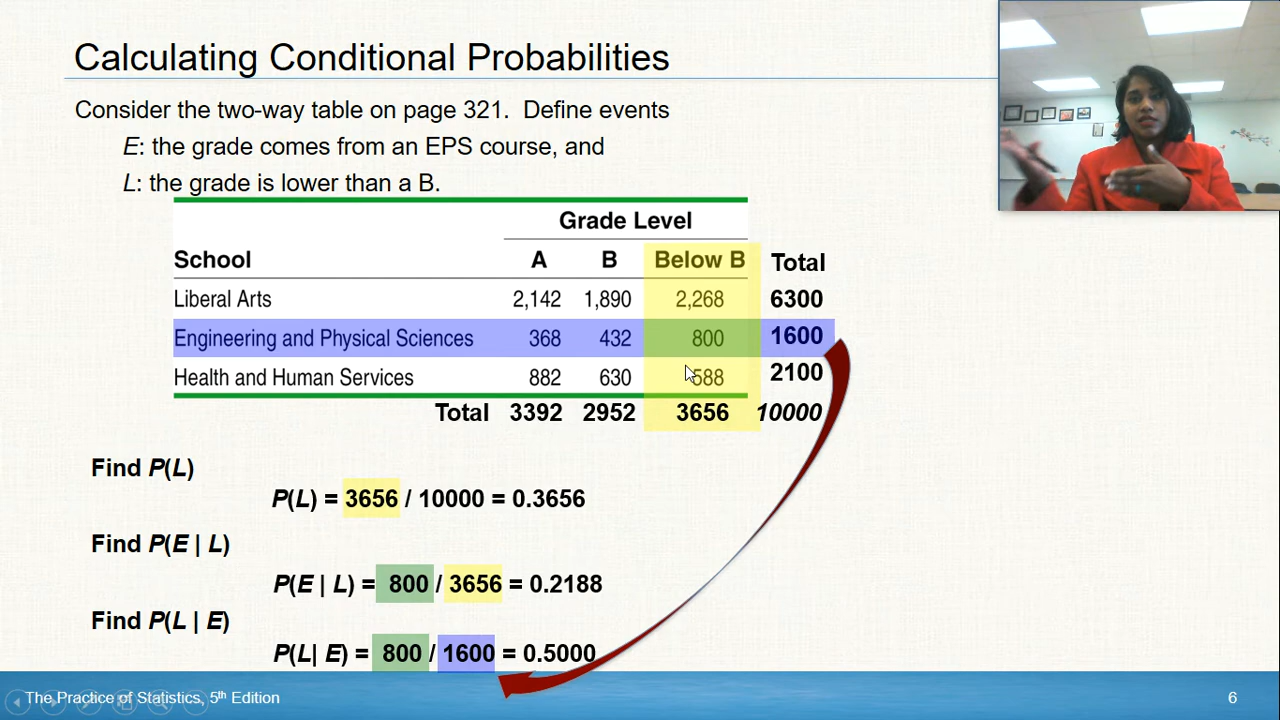 Calculating Conditional Probabilities
Consider the two-way table on page 321. Define events
E: the grade comes from an EPS course, and
L: the grade is lower than a B.
Grade Level
School A B Below B Total
Liberal Arts 2,142 1,890 2,268 6300
Engineering and Physical Sciences 368 432 800 1600
Health and Human Services 882 630 588 2100
Total 3392 2952 3656 10000
Find P(L)
P(L) = 3656 / 10000 = 0.3656
Find P(E | L)
P(E | L) = 800 / 3656 = 0.2188
Find P(L | E)
P(L| E) = 800 / 1600 = 0.5000
The Practice of Statistics, 5th Edition
6